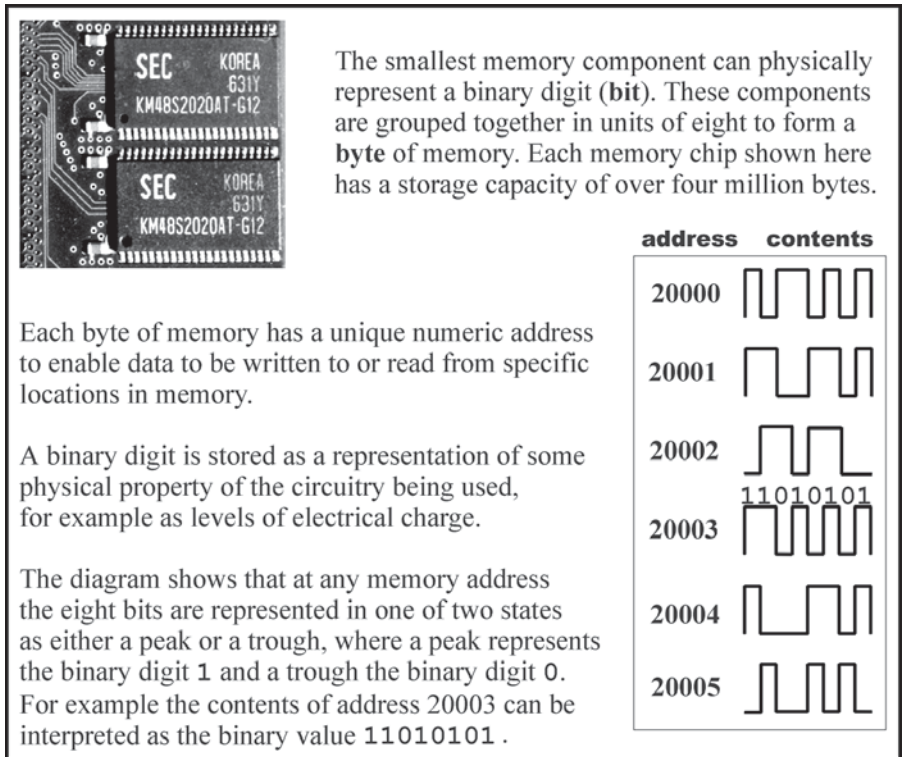 SEC KOREA
631Y
KM48S2020AT-G12
SEC KOREA
631Y
KM48S2020AT-G12
The smallest memory component can physically
represent a binary digit (bit). These components
are grouped together in units of eight to form a
byte of memory. Each memory chip shown here
has a storage capacity of over four million bytes.
Each byte of memory has a unique numeric address
to enable data to be written to or read from specific
locations in memory.
A binary digit is stored as a representation of some
physical property of the circuitry being used,
for example as levels of electrical charge.
The diagram shows that at any memory address
the eight bits are represented in one of two states
as either a peak or a trough, where a peak represents
the binary digit 1 and a trough the binary digit 0.
For example the contents of address 20003 can be
interpreted as the binary value 11010101 .
address contents
20000
20001
20002
11010101
20003
20004
20005